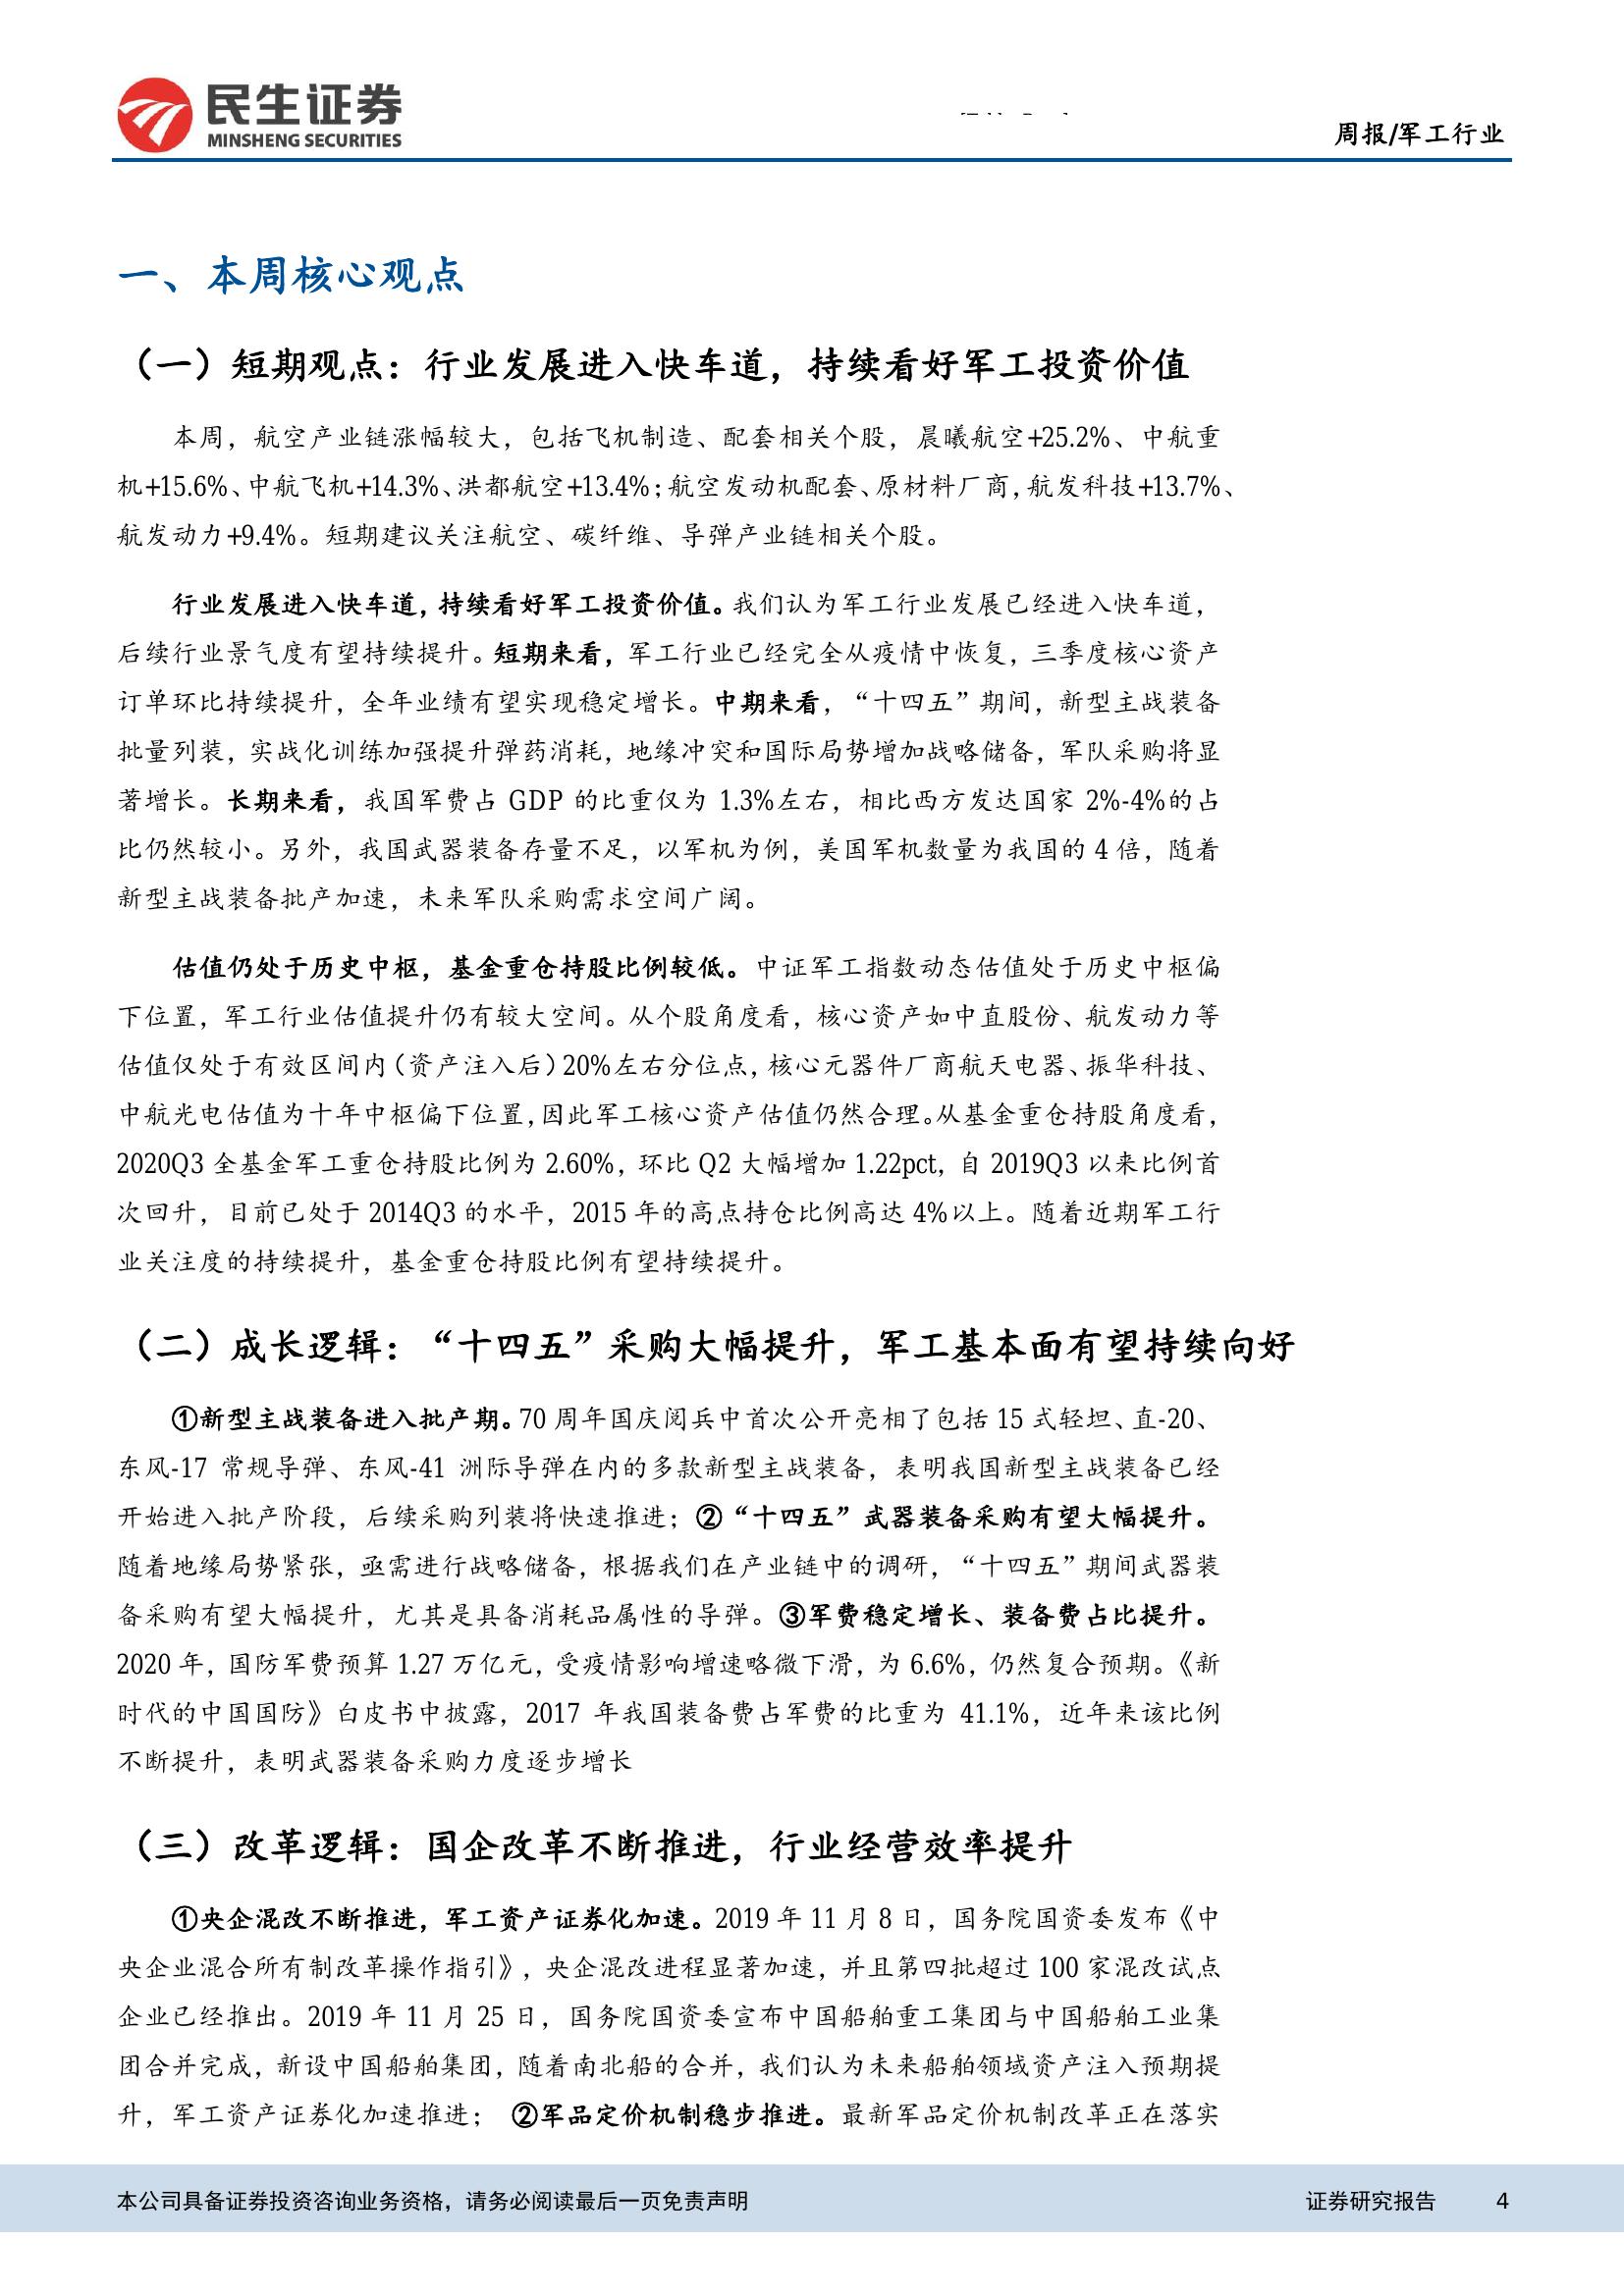 民生证券
MINSHENG SECURITIES
周报/军工行业
一、本周核心观点
（一）短期观点：行业发展进入快车道，持续看好军工投资价值
本周，航空产业链涨幅较大，包括飞机制造、配套相关个股，晨曦航空+25.2%、中航重
机+15.6%、中航飞机+14.3%、洪都航空+13.4%；航空发动机配套、原材料厂商，航发科技+13.7%、
航发动力+9.4%。短期建议关注航空、碳纤维、导弹产业链相关个股。
行业发展进入快车道，持续看好军工投资价值。我们认为军工行业发展已经进入快车道，
后续行业景气度有望持续提升。短期来看，军工行业已经完全从疫情中恢复，三季度核心资产
订单环比持续提升，全年业绩有望实现稳定增长。中期来看，“十四五”期间，新型主战装备
批量列装，实战化训练加强提升弹药消耗，地缘冲突和国际局势增加战略储备，军队采购将显
著增长。长期来看，我国军费占 GDP 的比重仅为 1.3%左右，相比西方发达国家 2%-4%的占
比仍然较小。另外，我国武器装备存量不足，以军机为例，美国军机数量为我国的 4 倍，随着
新型主战装备批产加速，未来军队采购需求空间广阔。
估值仍处于历史中枢，基金重仓持股比例较低。中证军工指数动态估值处于历史中枢偏
下位置，军工行业估值提升仍有较大空间。从个股角度看，核心资产如中直股份、航发动力等
估值仅处于有效区间内（资产注入后）20%左右分位点，核心元器件厂商航天电器、振华科技、
中航光电估值为十年中枢偏下位置，因此军工核心资产估值仍然合理。从基金重仓持股角度看，
2020Q3 全基金军工重仓持股比例为 2.60%，环比 Q2 大幅增加 1.22pct，自 2019Q3 以来比例首
次回升，目前已处于 2014Q3 的水平，2015 年的高点持仓比例高达 4%以上。随着近期军工行
业关注度的持续提升，基金重仓持股比例有望持续提升。
（二）成长逻辑：“十四五”采购大幅提升，军工基本面有望持续向好
①新型主战装备进入批产期。70 周年国庆阅兵中首次公开亮相了包括 15 式轻坦、直-20、
东风-17 常规导弹、东风-41 洲际导弹在内的多款新型主战装备，表明我国新型主战装备已经
开始进入批产阶段，后续采购列装将快速推进；②“十四五”武器装备采购有望大幅提升。
随着地缘局势紧张，亟需进行战略储备，根据我们在产业链中的调研，“十四五”期间武器装
备采购有望大幅提升，尤其是具备消耗品属性的导弹。③军费稳定增长、装备费占比提升。
2020 年，国防军费预算 1.27 万亿元，受疫情影响增速略微下滑，为 6.6%，仍然复合预期。《新
时代的中国国防》白皮书中披露，2017 年我国装备费占军费的比重为 41.1%，近年来该比例
不断提升，表明武器装备采购力度逐步增长
（三）改革逻辑：国企改革不断推进，行业经营效率提升
①央企混改不断推进，军工资产证券化加速。2019 年 11 月 8 日，国务院国资委发布《中
央企业混合所有制改革操作指引》，央企混改进程显著加速，并且第四批超过 100 家混改试点
企业已经推出。2019 年 11 月 25 日，国务院国资委宣布中国船舶重工集团与中国船舶工业集
团合并完成，新设中国船舶集团，随着南北船的合并，我们认为未来船舶领域资产注入预期提
升，军工资产证券化加速推进； ②军品定价机制稳步推进。最新军品定价机制改革正在落实
本公司具备证券投资咨询业务资格，请务必阅读最后一页免责声明
证券研究报告 4